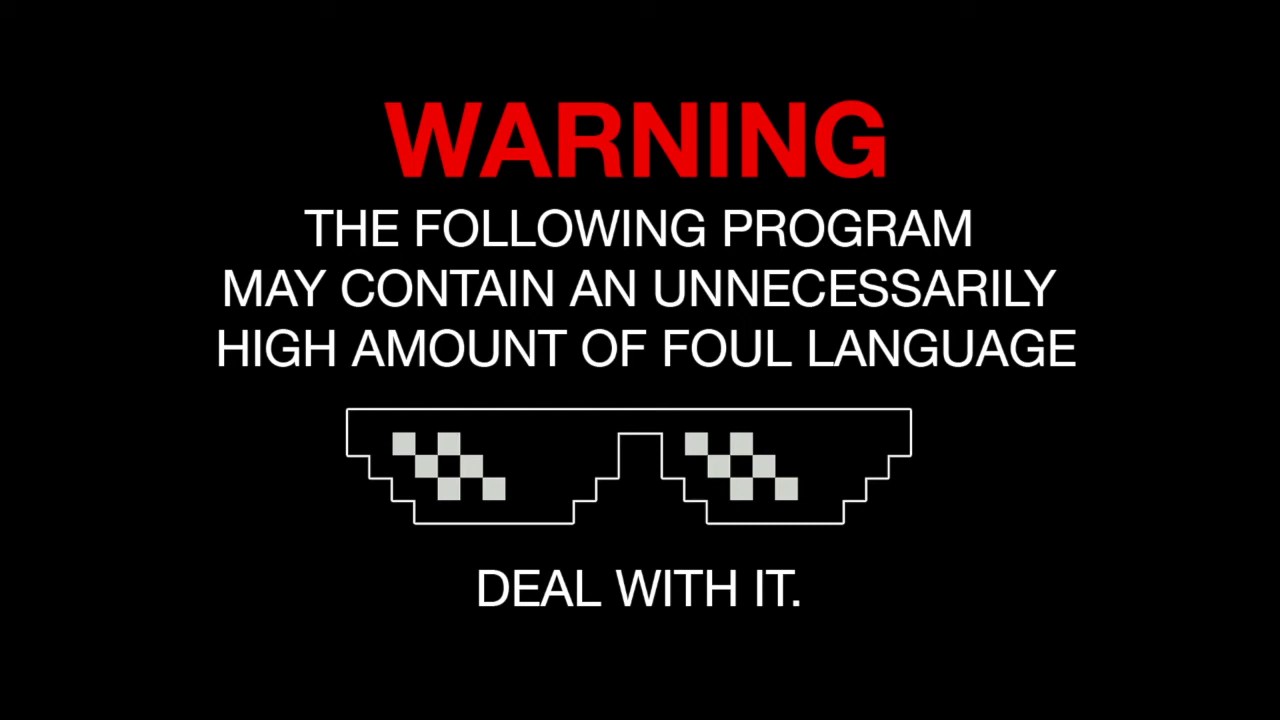 WARNING
THE FOLLOWING PROGRAM
MAY CONTAIN AN UNNECESSARILY
HIGH AMOUNT OF FOUL LANGUAGE
DEAL WITH IT.